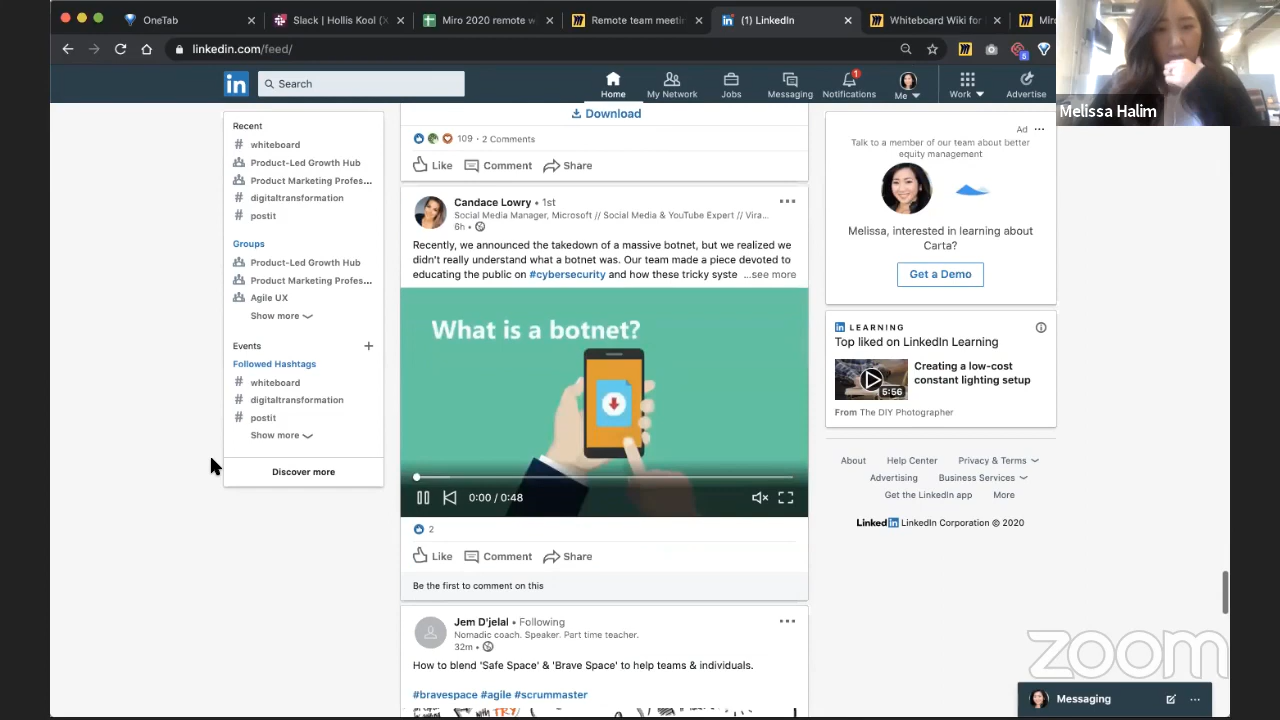 OneTab
Slack | Hollis Kool (
Miro 2020 remote w
Remote team meeti
(1) LinkedIn
Whiteboard Wiki for
linkedin.com/feed/
5
Melissa Halim
in
Search
Home
My Network
Jobs
Messaging
1
Notifications
Me
Work
Advertise
Recent
# whiteboard
Product-Led Growth Hub
Product Marketing Profes...
# digitaltransformation
# postit
Groups
Product-Led Growth Hub
Product Marketing Profes...
Agile UX
Show more
Events
+
Followed Hashtags
# whiteboard
# digitaltransformation
# postit
Show more
Discover more
Download
109 · 2 Comments
Like
Comment
Share
Candace Lowry • 1st
Social Media Manager, Microsoft // Social Media & YouTube Expert // Vira...
6h •
Recently, we announced the takedown of a massive botnet, but we realized we
didn't really understand what a botnet was. Our team made a piece devoted to
educating the public on #cybersecurity and how these tricky syste ...see more
What is a botnet?
0:00 / 0:48
2
Like
Comment
Share
Be the first to comment on this
Jem D'jelal • Following
Nomadic coach. Speaker. Part time teacher.
32m •
How to blend 'Safe Space' & 'Brave Space' to help teams & individuals.
#bravespace #agile #scrummaster
TRY
Ad
Talk to a member of our team about better
equity management
Melissa, interested in learning about
Carta?
Get a Demo
in LEARNING
Top liked on LinkedIn Learning
Creating a low-cost
constant lighting setup
5:56
From The DIY Photographer
About
Help Center
Privacy & Terms
Advertising
Business Services
Get the LinkedIn app
More
Linkedin LinkedIn Corporation © 2020
zoom
Messaging